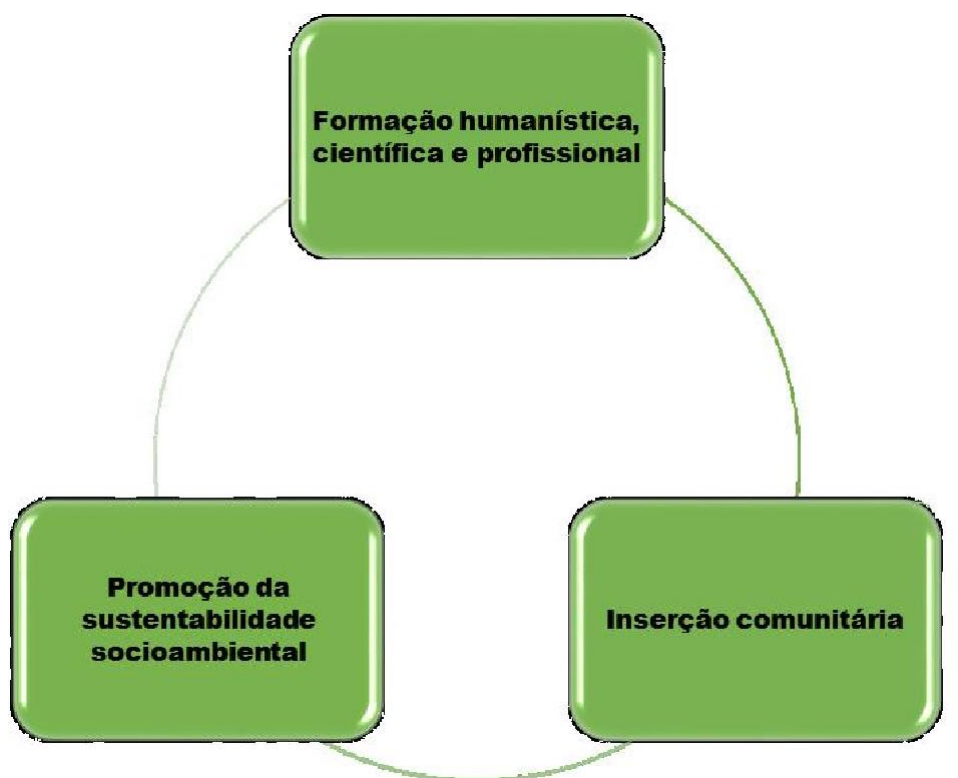 Formação humanística,
científica e profissional
Promoção da
sustentabilidade
socioambiental
Inserção comunitária